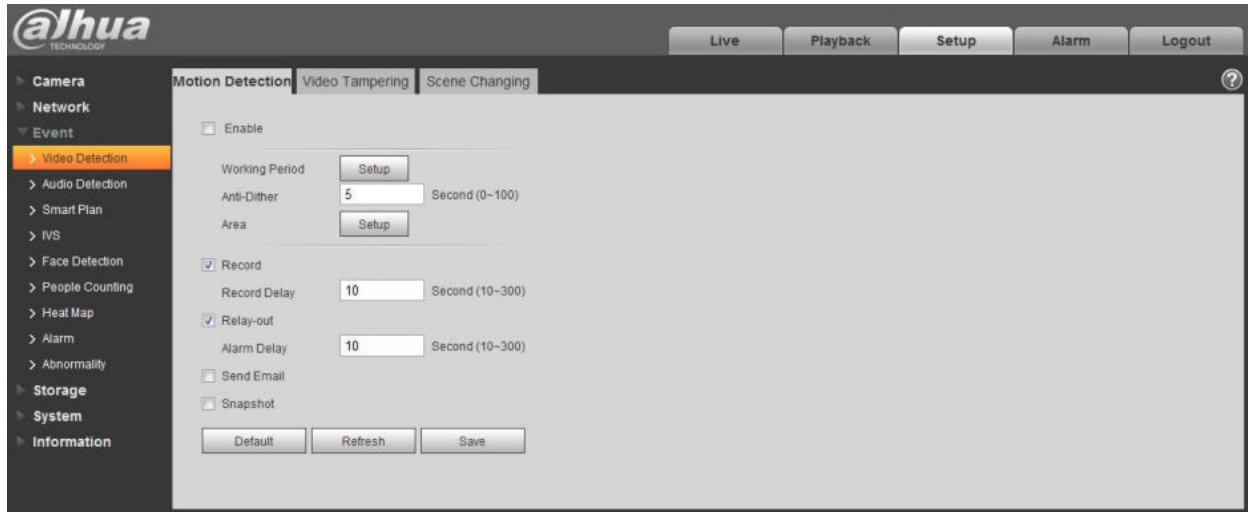 alhua
TECHNOLOGY
Live Playback Setup Alarm Logout
Camera
Network
Event
Video Detection
Audio Detection
Smart Plan
IVS
Face Detection
People Counting
Heat Map
Alarm
Abnormality
Storage
System
Information
Motion Detection Video Tampering Scene Changing ?
Enable
Working Period Setup
Anti-Dither 5 Second (0~100)
Area Setup
Record
Record Delay 10 Second (10~300)
Relay-out
Alarm Delay 10 Second (10~300)
Send Email
Snapshot
Default Refresh Save